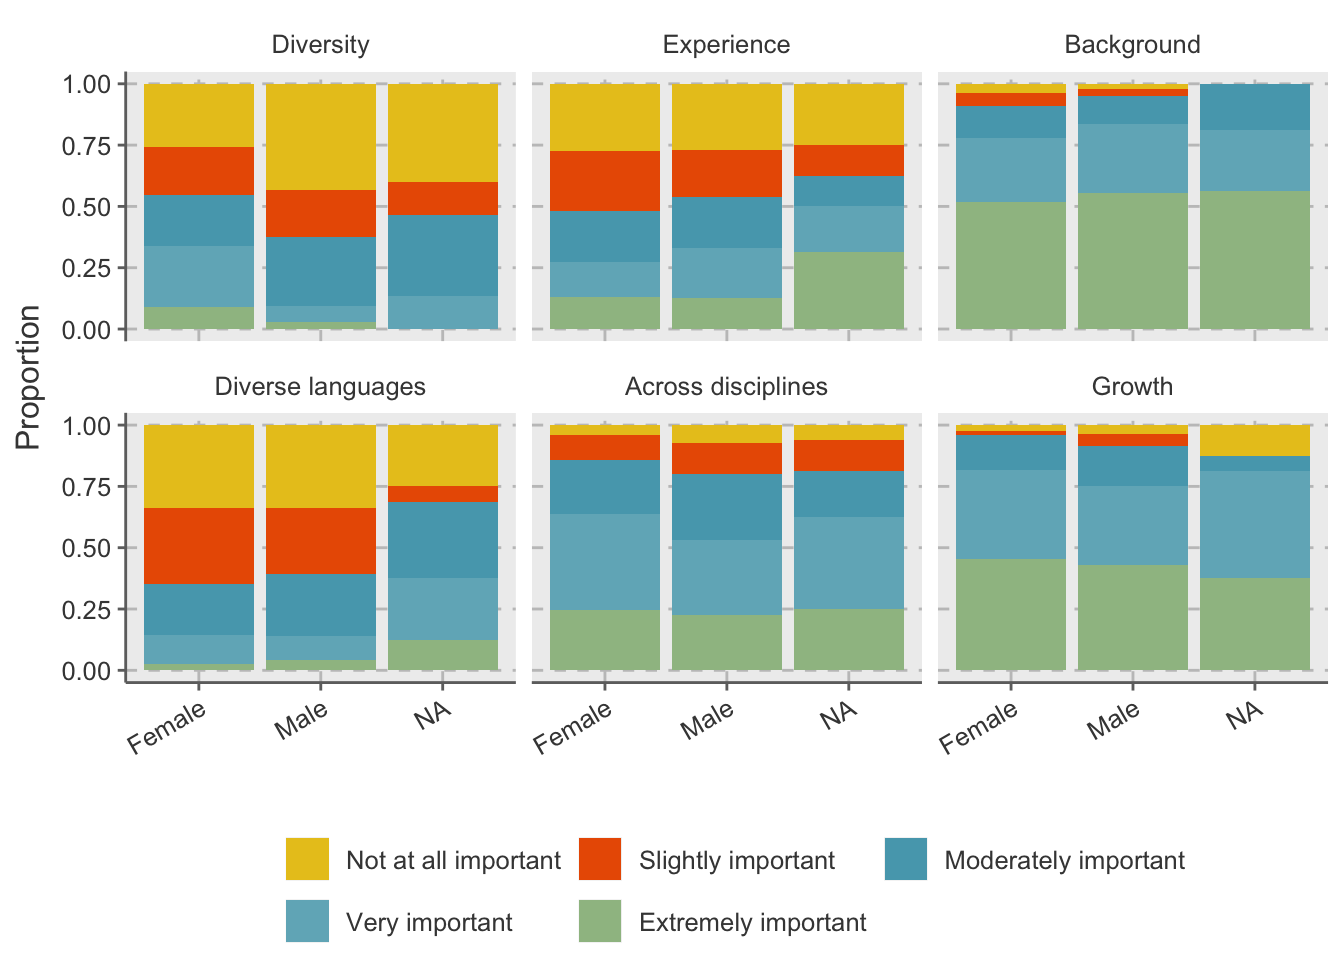 Diversity Experience Background
1.00
0.75
0.50
0.25
0.00
Proportion
Diverse languages Across disciplines Growth
1.00
0.75
0.50
0.25
0.00
Female Male NA Female Male NA Female Male NA
Not at all important Slightly important Moderately important
Very important Extremely important